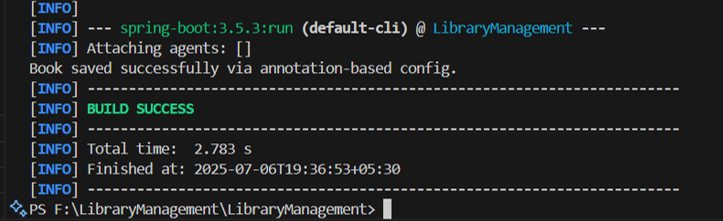 [INFO]
[INFO] --- spring-boot:3.5.3:run (default-cli) @ LibraryManagement ---
[INFO] Attaching agents: []
Book saved successfully via annotation-based config.
[INFO] ------------------------------------------------------------------------
[INFO] BUILD SUCCESS
[INFO] ------------------------------------------------------------------------
[INFO] Total time:  2.783 s
[INFO] Finished at: 2025-07-06T19:36:53+05:30
[INFO] ------------------------------------------------------------------------
PS F:\LibraryManagement\LibraryManagement>